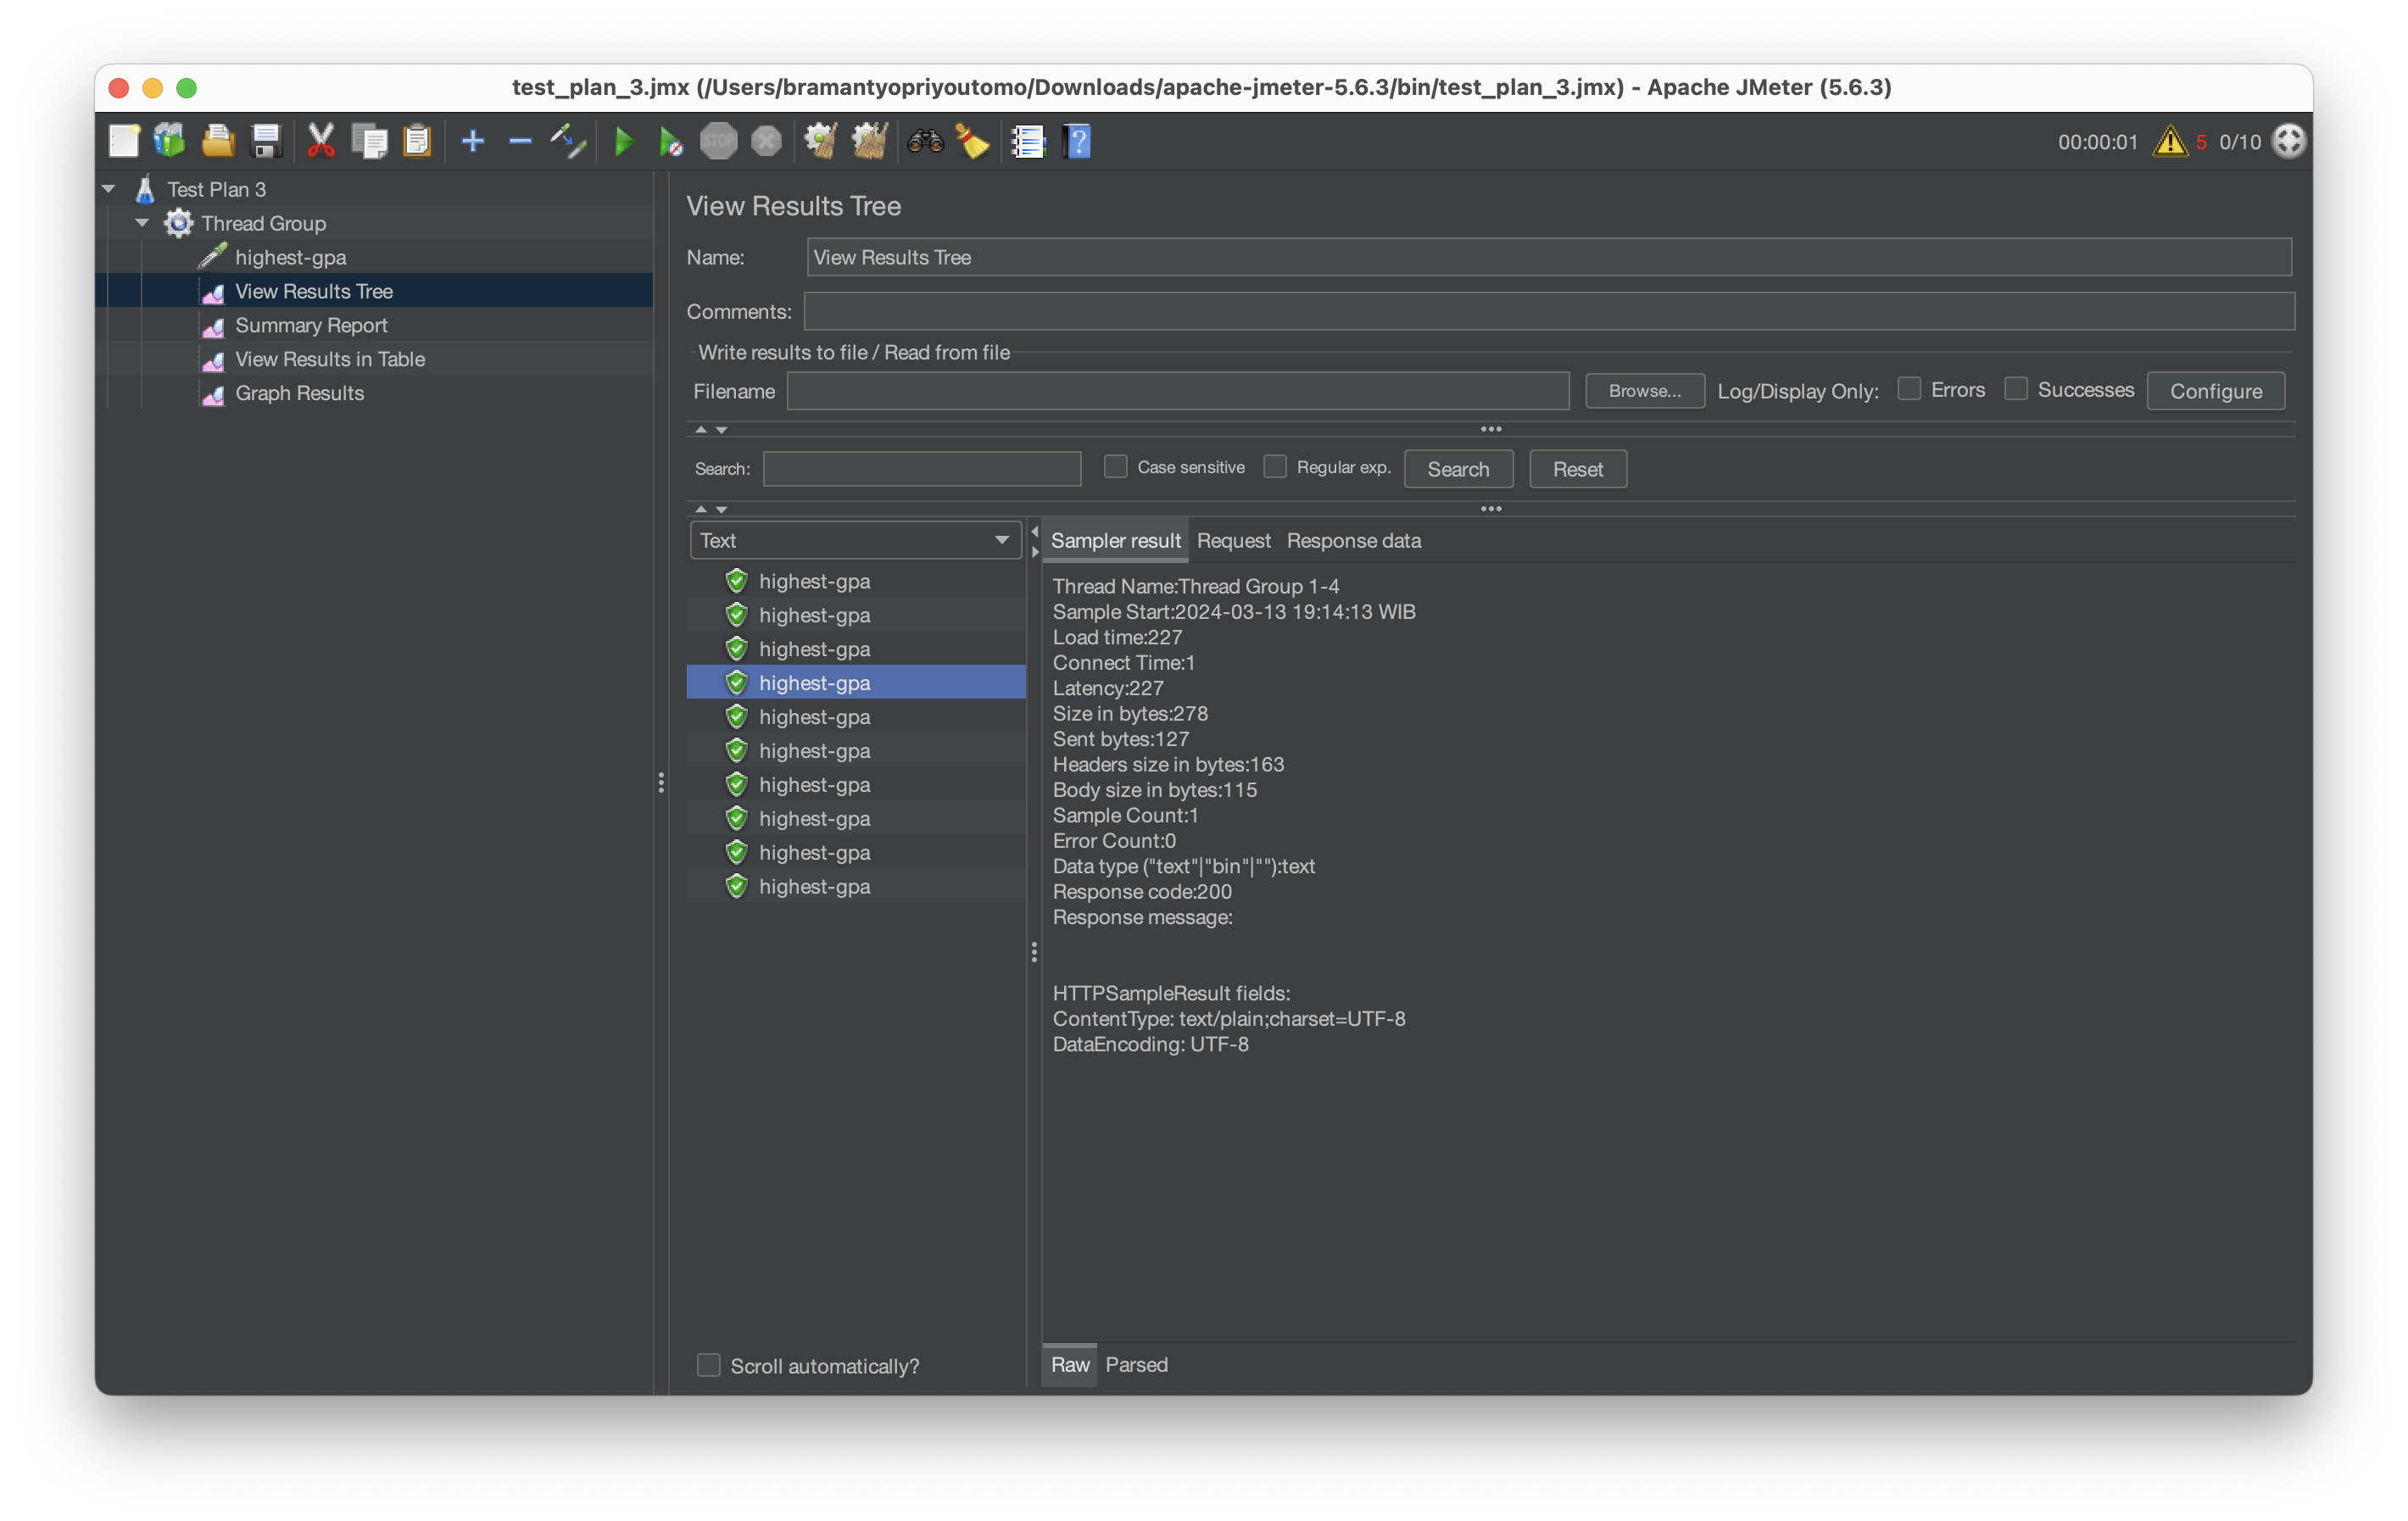 test_plan_3.jmx (/Users/bramantyopriyoutomo/Downloads/apache-jmeter-5.6.3/bin/test_plan_3.jmx) - Apache JMeter (5.6.3)
STOP
?
00:00:01 ! 5 0/10
Test Plan 3
Thread Group
highest-gpa
View Results Tree
Summary Report
View Results in Table
Graph Results
View Results Tree
Name: View Results Tree
Comments:
Write results to file / Read from file
Filename Browse... Log/Display Only: Errors Successes Configure
Search: Case sensitive Regular exp. Search Reset
Text
highest-gpa
highest-gpa
highest-gpa
highest-gpa
highest-gpa
highest-gpa
highest-gpa
highest-gpa
highest-gpa
highest-gpa
Scroll automatically?
Sampler result Request Response data
Thread Name:Thread Group 1-4
Sample Start:2024-03-13 19:14:13 WIB
Load time:227
Connect Time:1
Latency:227
Size in bytes:278
Sent bytes:127
Headers size in bytes:163
Body size in bytes:115
Sample Count:1
Error Count:0
Data type ("text"|"bin"|""):text
Response code:200
Response message:
HTTPSampleResult fields:
ContentType: text/plain;charset=UTF-8
DataEncoding: UTF-8
Raw Parsed